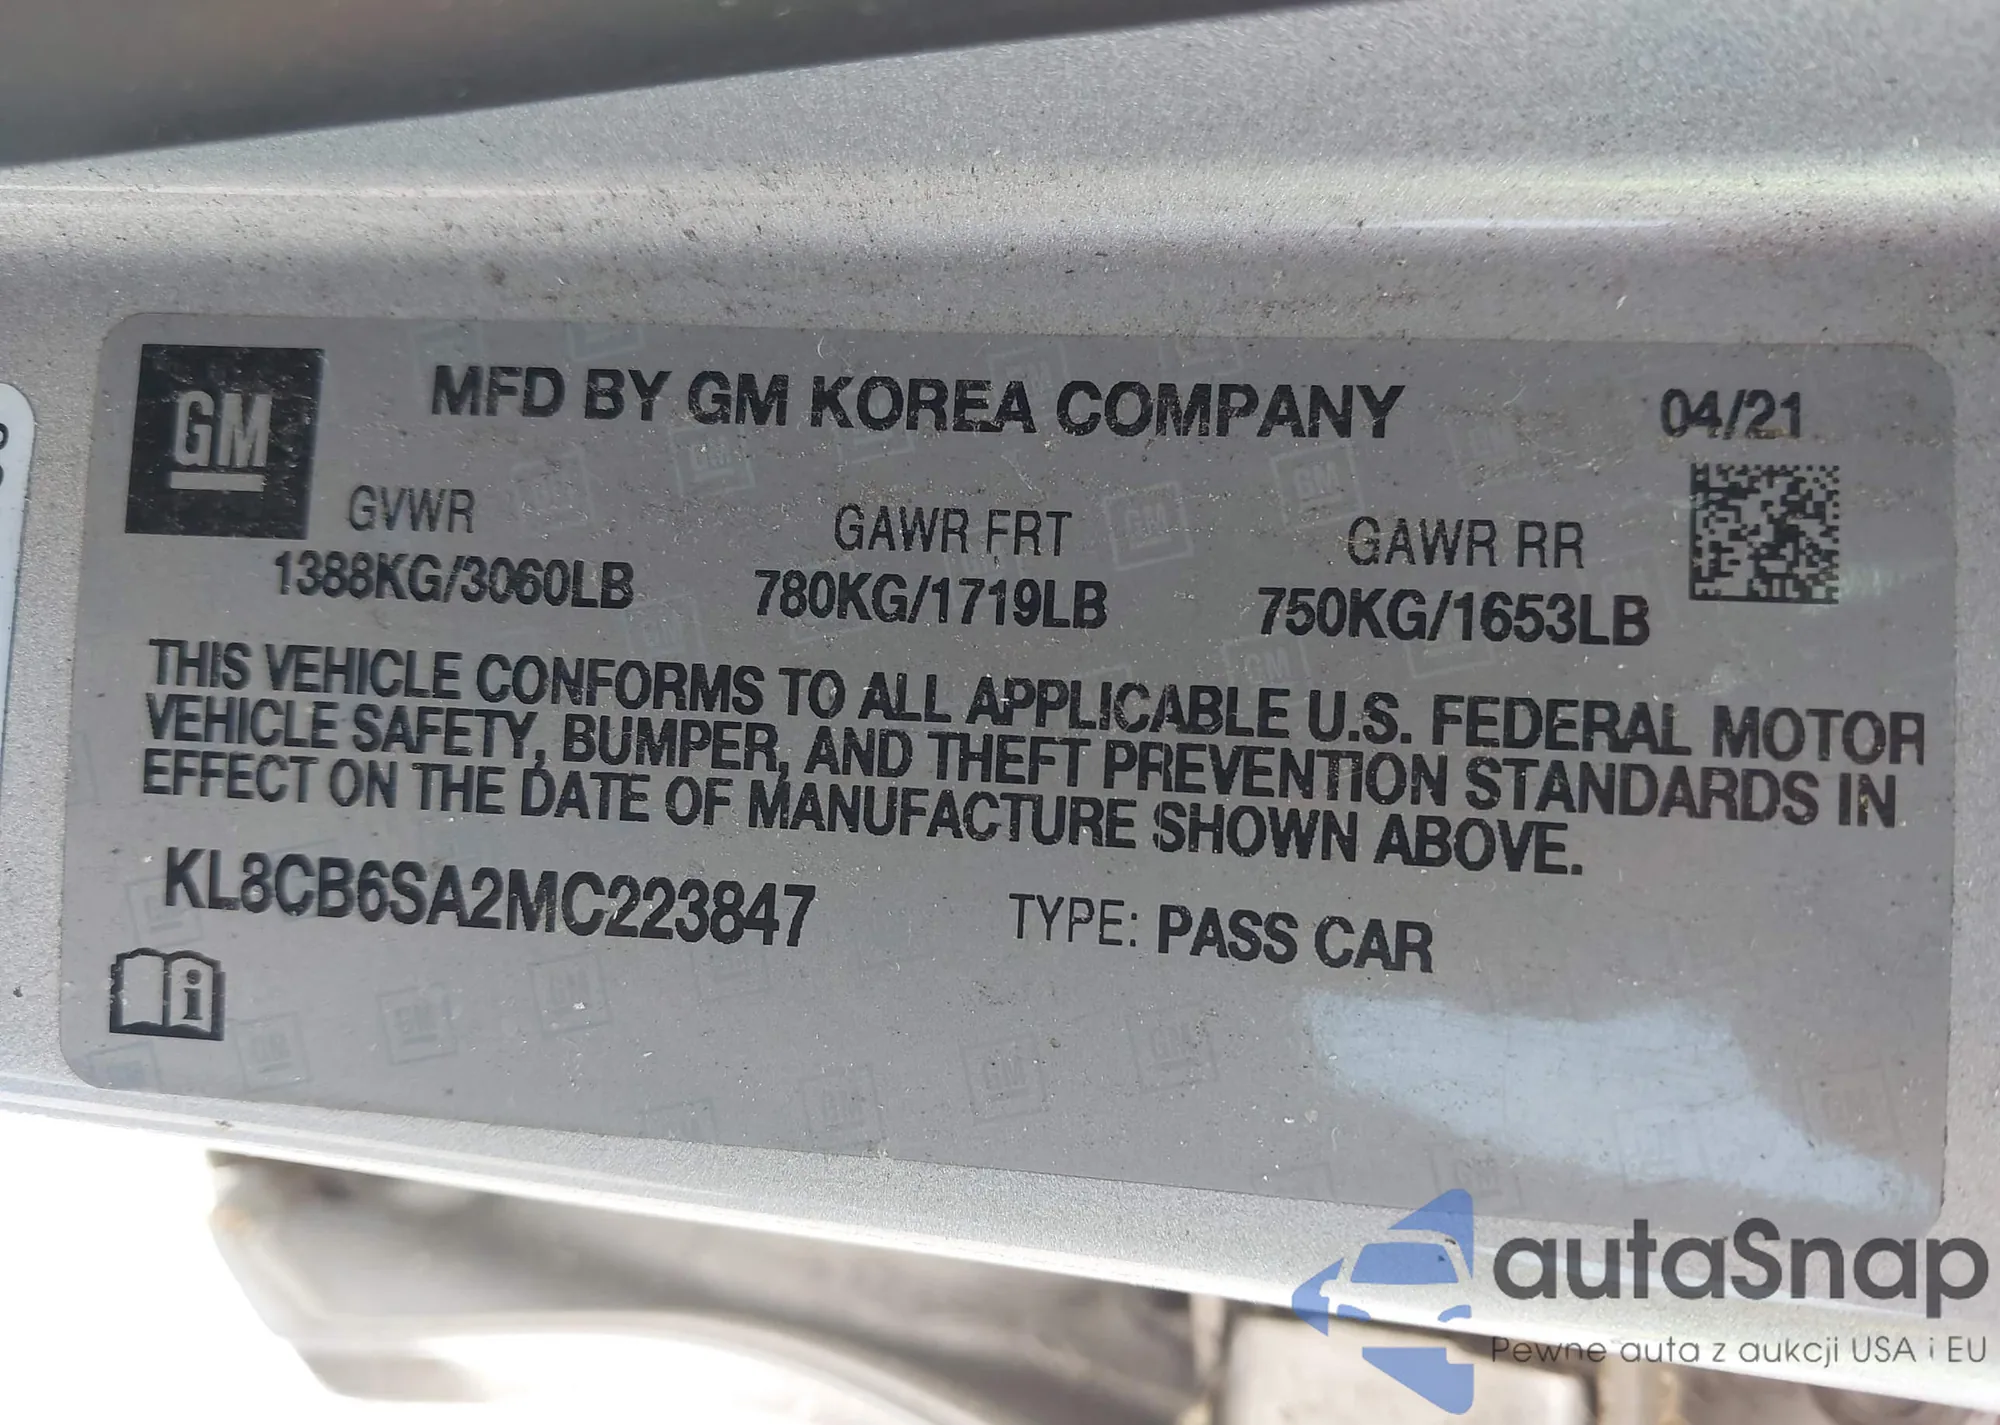 GM
MFD BY GM KOREA COMPANY 04/21
GVWR GAWR FRT GAWR RR
1388KG/3060LB 780KG/1719LB 750KG/1653LB
THIS VEHICLE CONFORMS TO ALL APPLICABLE U.S. FEDERAL MOTOR
VEHICLE SAFETY, BUMPER, AND THEFT PREVENTION STANDARDS IN
EFFECT ON THE DATE OF MANUFACTURE SHOWN ABOVE.
KL8CB6SA2MC223847 TYPE: PASS CAR
i
autaSnap
Pewne auta z aukcji USA i EU